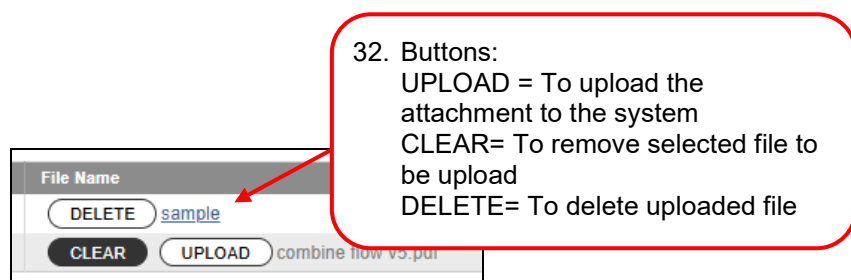 32. Buttons:
UPLOAD = To upload the
attachment to the system
CLEAR= To remove selected file to
be upload
DELETE= To delete uploaded file
File Name
DELETE sample
CLEAR UPLOAD combine flow v5.pdf